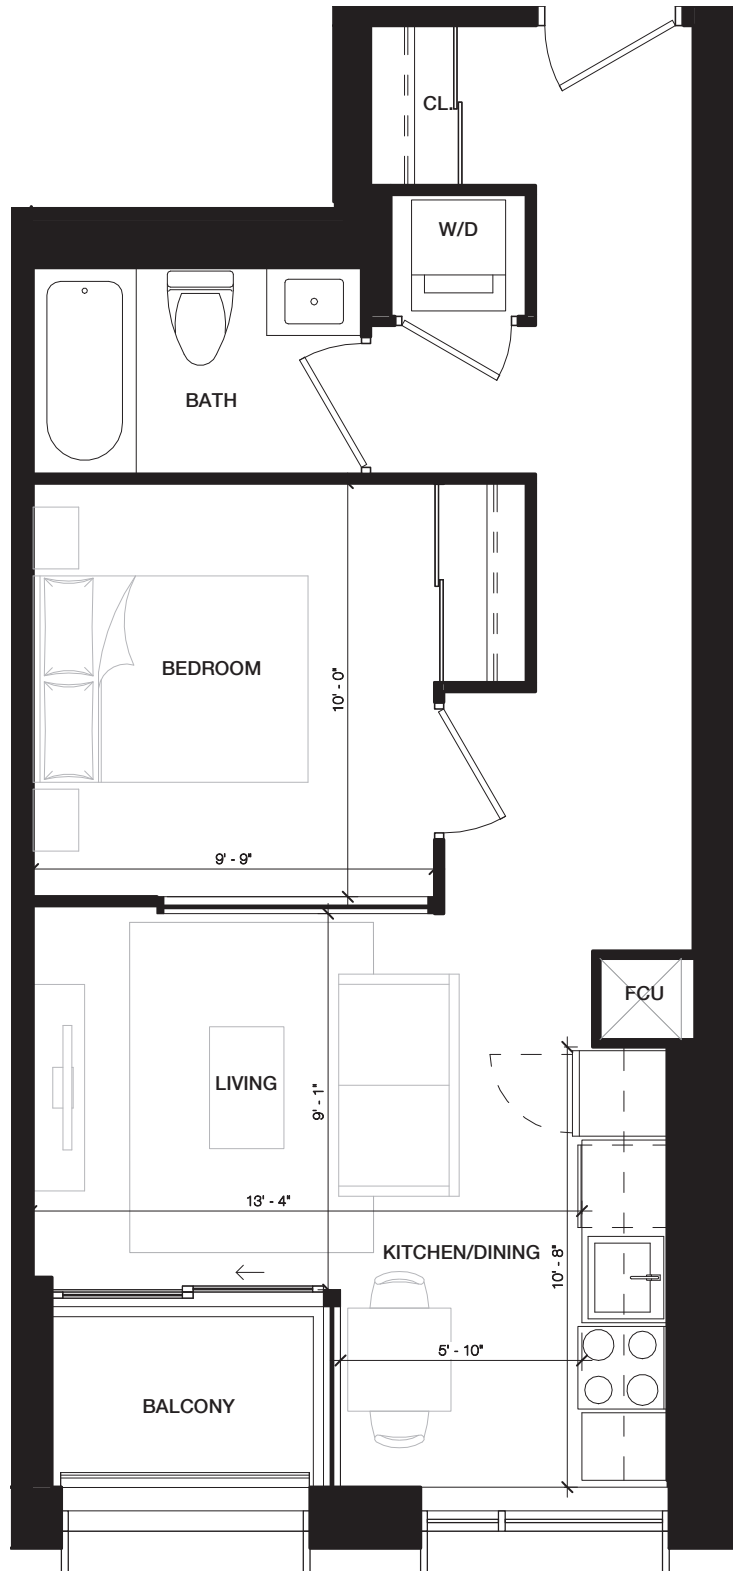 CL.
W/D
BATH
BEDROOM
10' - 0"
9' - 9"
FCU
LIVING
9' - 1"
13' - 4"
KITCHEN/DINING
10' - 8"
5' - 10"
BALCONY